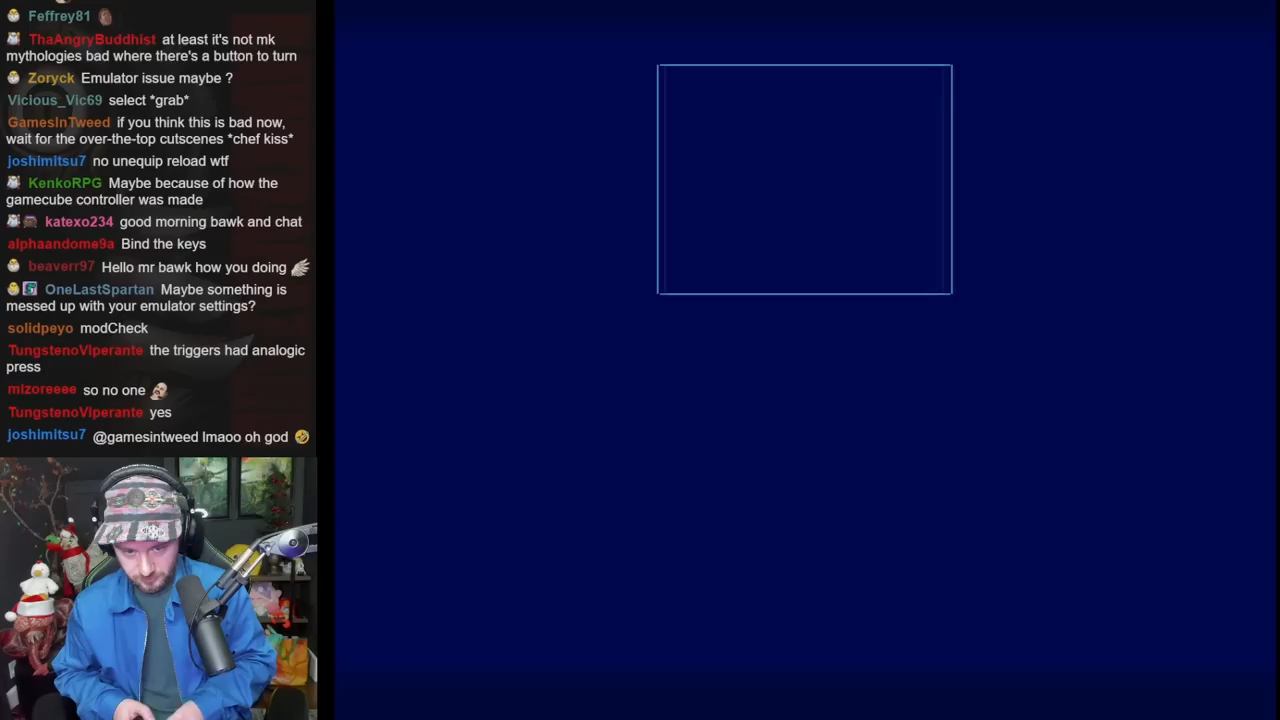 Feffrey81
ThaAngryBuddhist at least it's not mk
mythologies bad where there's a button to turn
Zoryck Emulator issue maybe ?
Vicious_Vic69 select *grab*
GamesInTweed if you think this is bad now,
wait for the over-the-top cutscenes *chef kiss*
joshimitsu7 no unequip reload wtf
KenkoRPG Maybe because of how the
gamecube controller was made
katexo234 good morning bawk and chat
alphaandome9a Bind the keys
beaverr97 Hello mr bawk how you doing
OneLastSpartan Maybe something is
messed up with your emulator settings?
solidpeyo modCheck
TungstenoViperante the triggers had analogic
press
mizoreeee so no one
TungstenoViperante yes
joshimitsu7 @gamesintweed lmaoo oh god